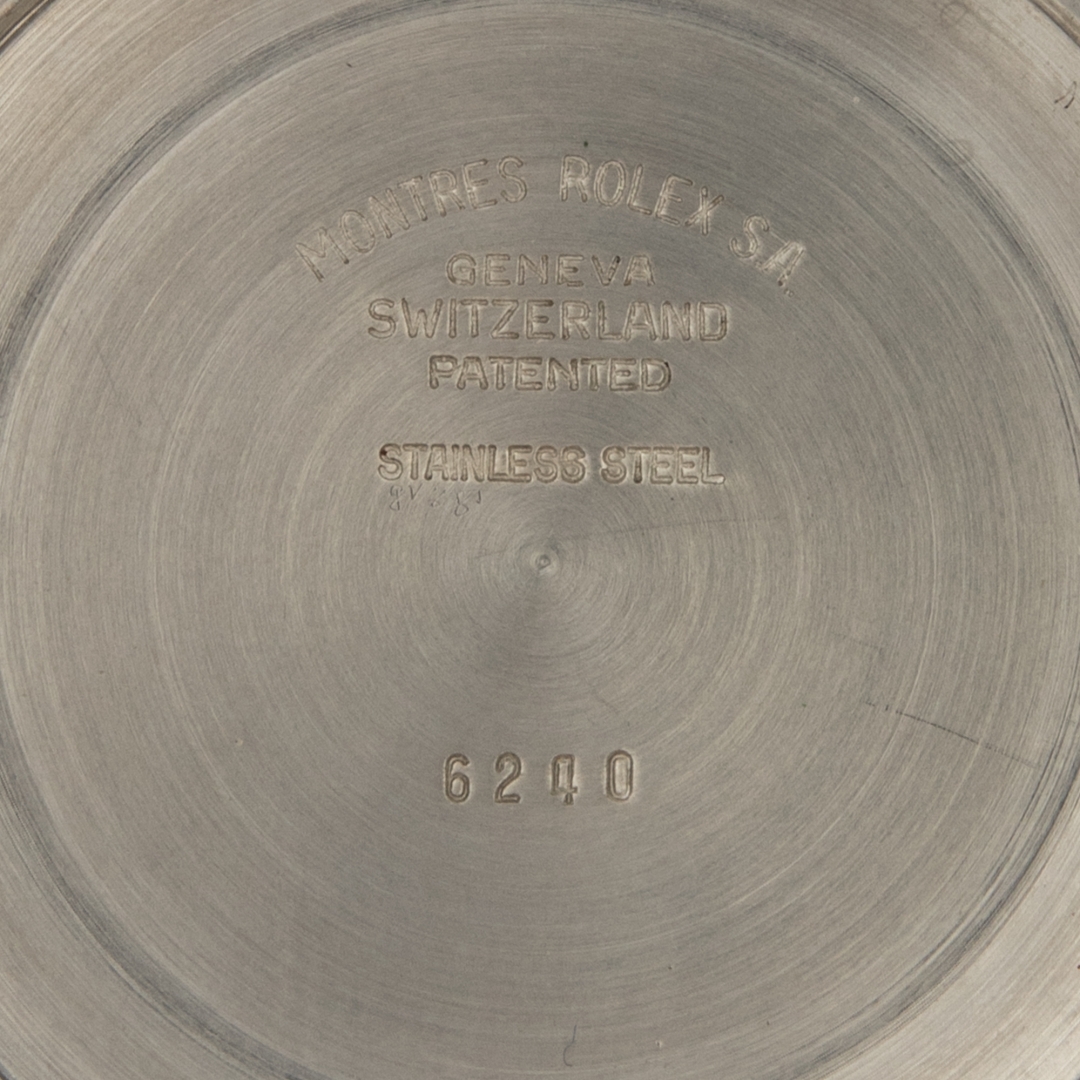 MONTRES ROLEX S.A.
GENEVA
SWITZERLAND
PATENTED
STAINLESS STEEL
6240